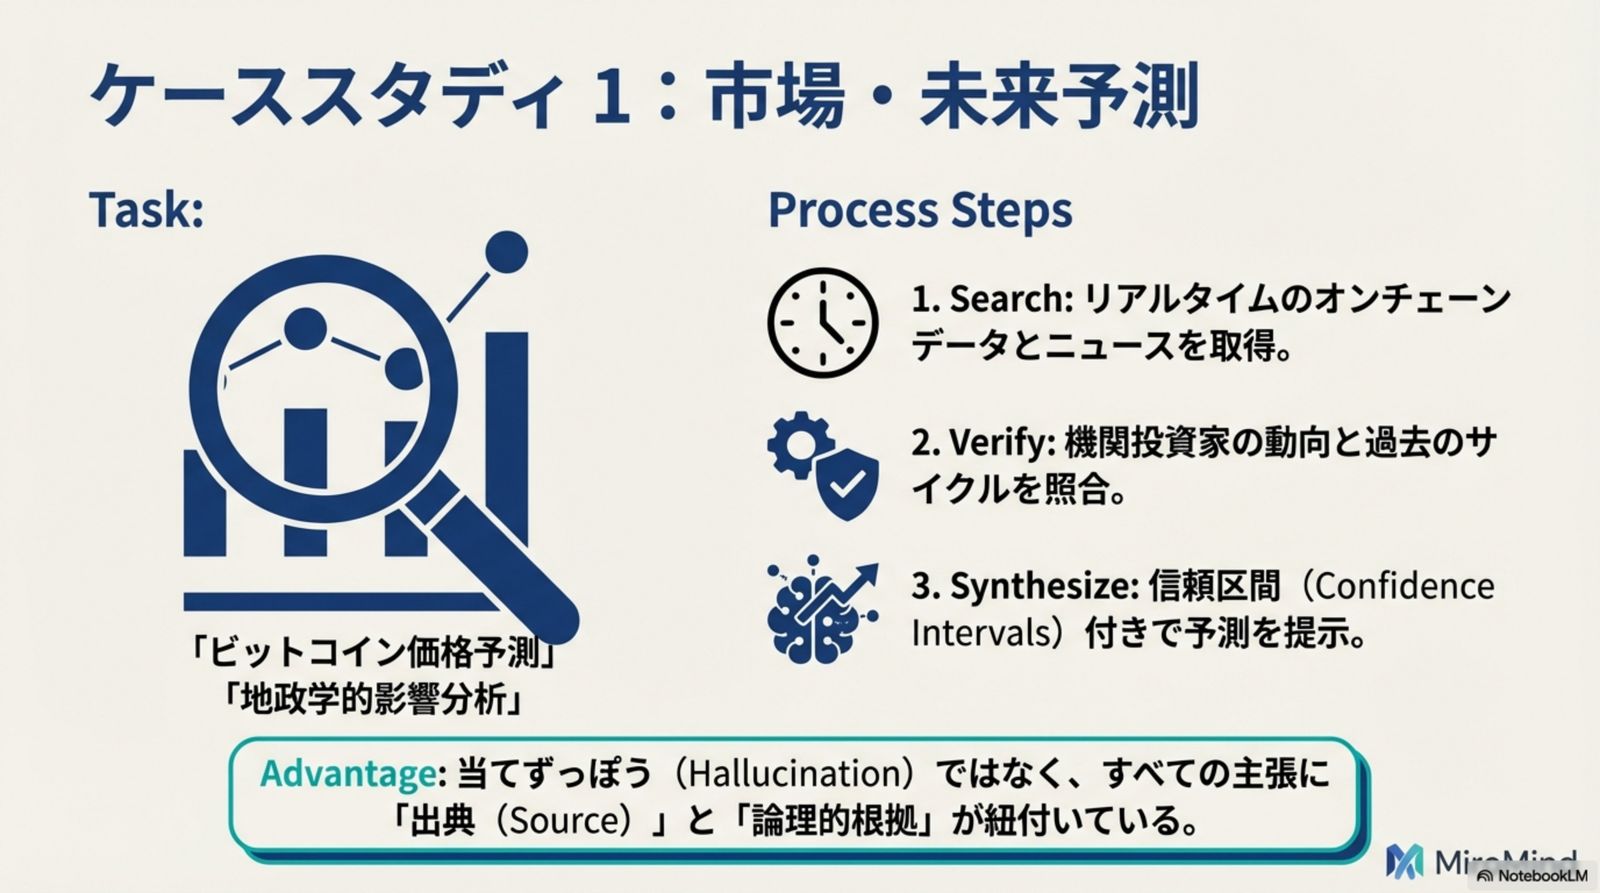 ケーススタディ 1：市場・未来予測
Task:
「ビットコイン価格予測」
「地政学的影響分析」
Process Steps
1. Search: リアルタイムのオンチェーン
データとニュースを取得。
2. Verify: 機関投資家の動向と過去のサ
イクルを照合。
3. Synthesize: 信頼区間（Confidence
Intervals）付きで予測を提示。
Advantage: 当てずっぽう（Hallucination）ではなく、すべての主張に
「出典（Source）」と「論理的根拠」が紐付いている。
MiroMind
NotebookLM